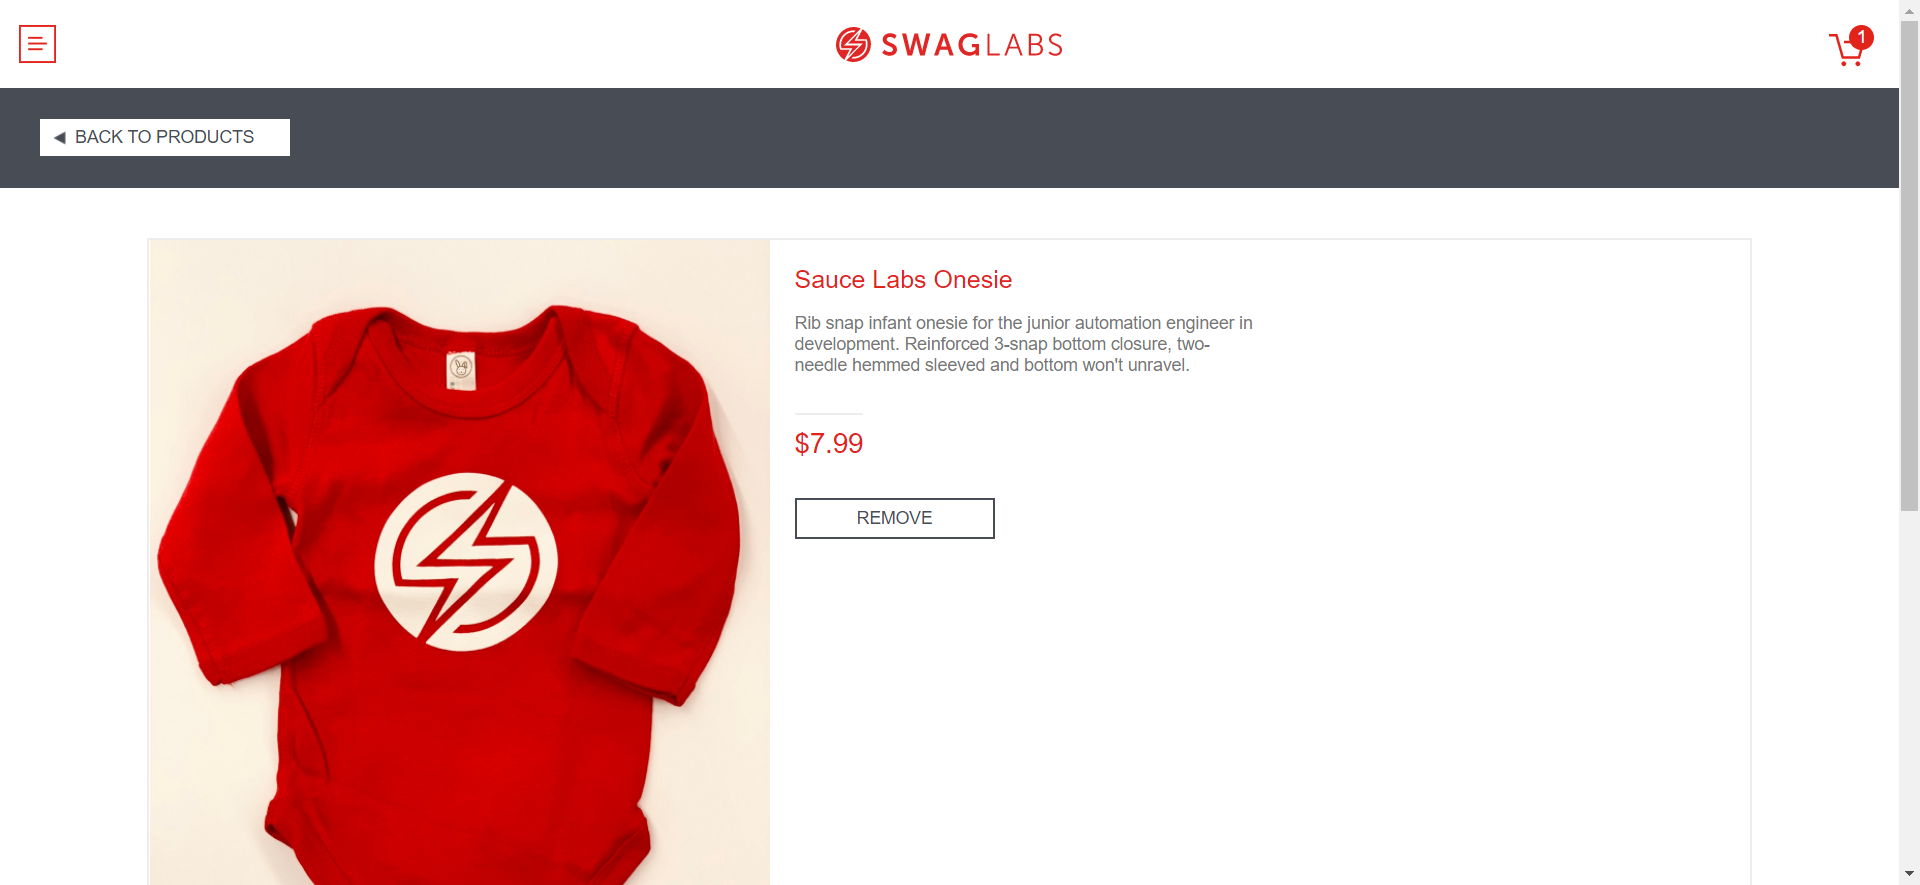 SWAGLABS
1
BACK TO PRODUCTS
Sauce Labs Onesie
Rib snap infant onesie for the junior automation engineer in
development. Reinforced 3-snap bottom closure, two-
needle hemmed sleeved and bottom won't unravel.
$7.99
REMOVE